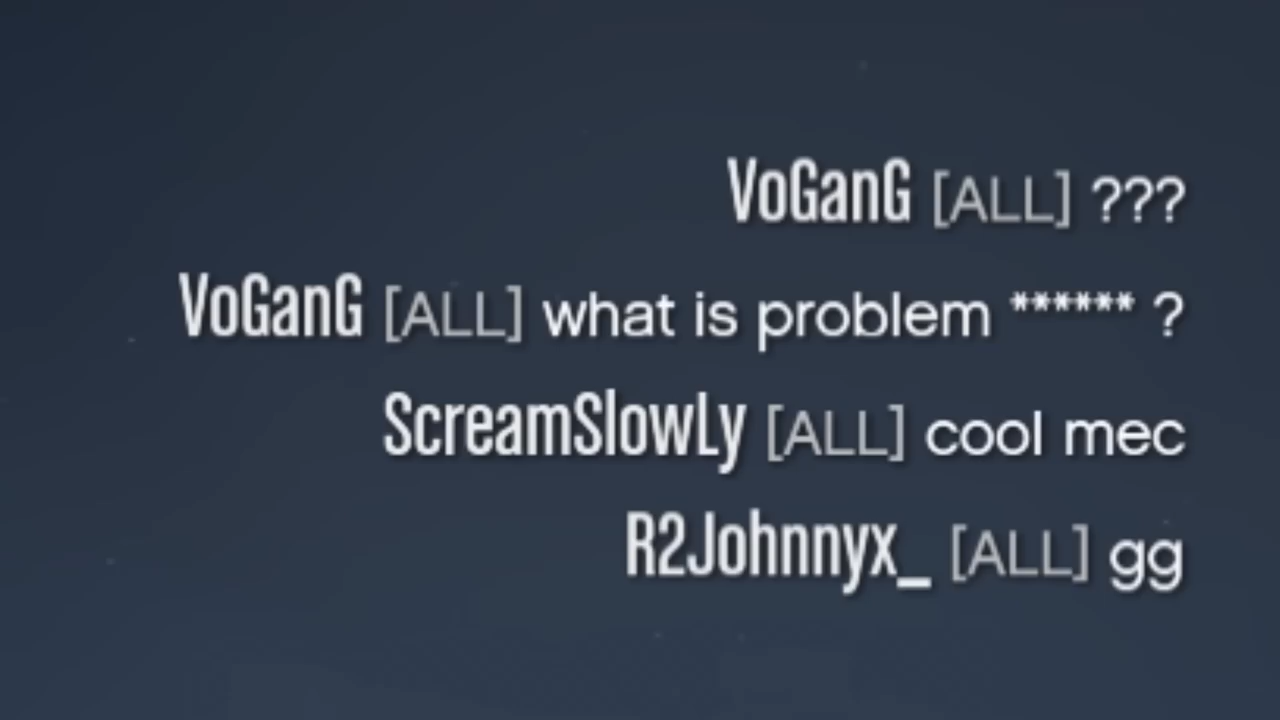 VoGanG [ALL] ???
VoGanG [ALL] what is problem ****** ?
ScreamSlowLy [ALL] cool mec
R2Johnnyx_ [ALL] gg